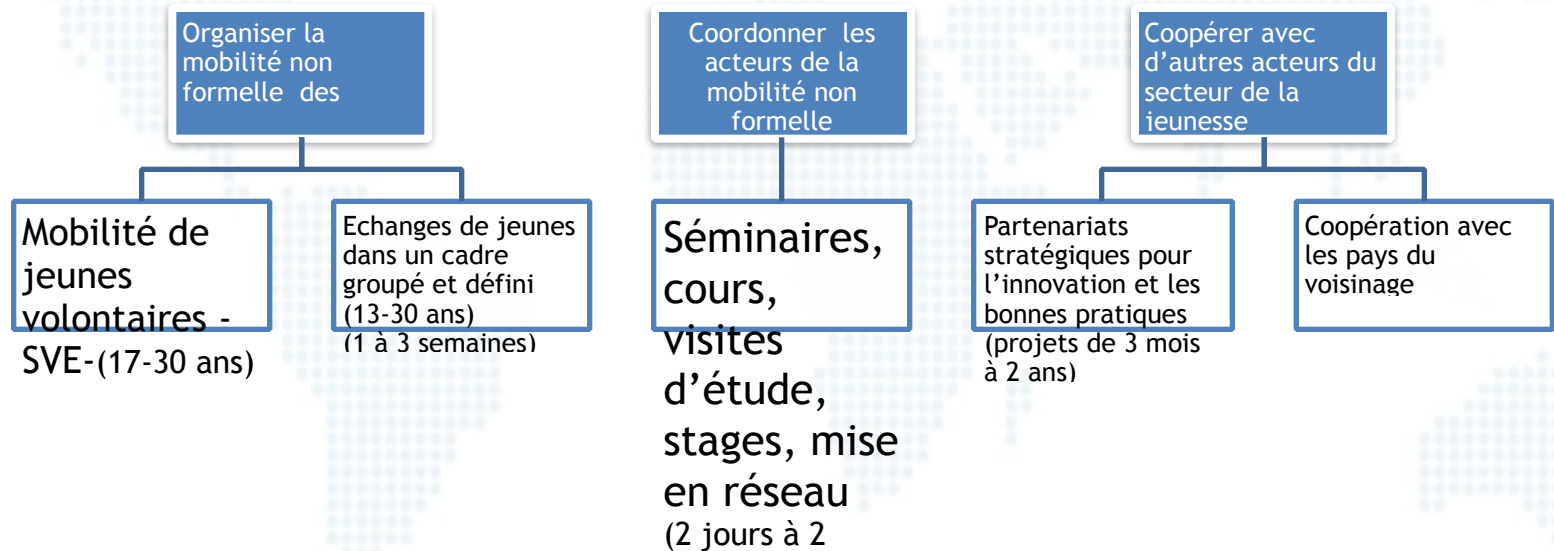 Organiser la
mobilité non
formelle des
Coordonner les
acteurs de la
mobilité non
formelle
Coopérer avec
d’autres acteurs du
secteur de la
jeunesse
Mobilité de
jeunes
volontaires -
SVE-(17-30 ans)
Echanges de jeunes
dans un cadre
groupé et défini
(13-30 ans)
(1 à 3 semaines)
Séminaires,
cours,
visites
d’étude,
stages, mise
en réseau
(2 jours à 2
Partenariats
stratégiques pour
l’innovation et les
bonnes pratiques
(projets de 3 mois
à 2 ans)
Coopération avec
les pays du
voisinage